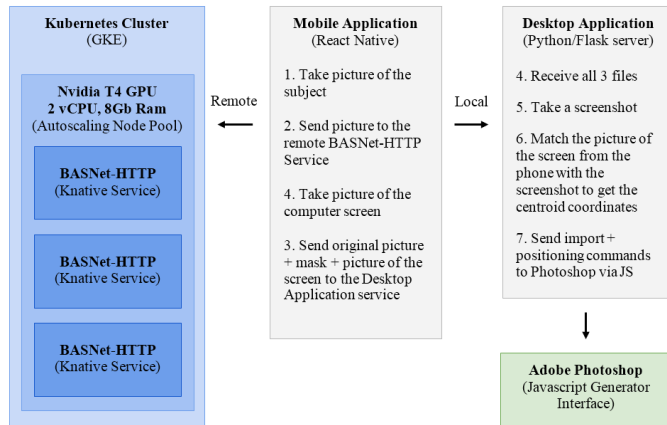 Kubernetes Cluster
(GKE)
Nvidia T4 GPU
2 vCPU, 8Gb Ram
(Autoscaling Node Pool)
BASNet-HTTP
(Knative Service)
BASNet-HTTP
(Knative Service)
BASNet-HTTP
(Knative Service)
Remote
Mobile Application
(React Native)
1. Take picture of the
subject
2. Send picture to the
remote BASNet-HTTP
Service
4. Take picture of the
computer screen
3. Send original picture
+ mask + picture of the
screen to the Desktop
Application service
Local
Desktop Application
(Python/Flask server)
4. Receive all 3 files
5. Take a screenshot
6. Match the picture of
the screen from the
phone with the
screenshot to get the
centroid coordinates
7. Send import +
positioning commands
to Photoshop via JS
Adobe Photoshop
(Javascript Generator
Interface)